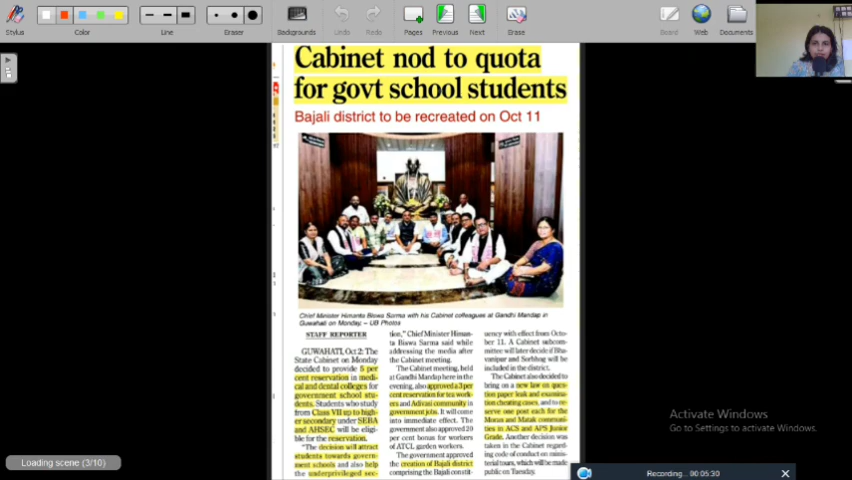 Stylus
Color
Line
Eraser
Backgrounds
Undo
Redo
Pages
Previous
Next
Erase
Board
Web
Documents
Cabinet nod to quota
for govt school students
Bajali district to be recreated on Oct 11
Chief Minister Himanta Biswa Sarma with his Cabinet colleagues at Gandhi Mandap in
Guwahati on Monday. – UB Photos
STAFF REPORTER
GUWAHATI, Oct 2: The
State Cabinet on Monday
decided to provide 5 per
cent reservation in medi-
cal and dental colleges for
government school stu-
dents. Students who study
from Class VII up to high-
er secondary under SEBA
and AHSEC will be eligi-
ble for the reservation.
"The decision will attract
students towards govern-
ment schools and also help
the underprivileged sec-
tion," Chief Minister Himan-
ta Biswa Sarma said while
addressing the media after
the Cabinet meeting.
The Cabinet meeting, held
at Gandhi Mandap here in the
evening, also approved a 3 per
cent reservation for tea work-
ers and Adivasi community in
government jobs. It will come
into immediate effect. The
government also approved 20
per cent bonus for workers
of ATCL garden workers.
The government approved
the creation of Bajali district
comprising the Bajali constit-
uency with effect from Octo-
ber 11. A Cabinet subcom-
mittee will later decide if Bha-
vanipur and Sorbhog will be
included in the district.
The Cabinet also decided to
bring on a new law on ques-
tion paper leak and examina-
tion cheating cases, and to re-
serve one post each for the
Moran and Matak communi-
ties in ACS and APS Junior
Grade. Another decision was
taken in the Cabinet regard-
ing code of conduct on minis-
terial tours, which will be made
public on Tuesday.
Activate Windows
Go to Settings to activate Windows.
Loading scene (3/10)
Recording... 00:05:30